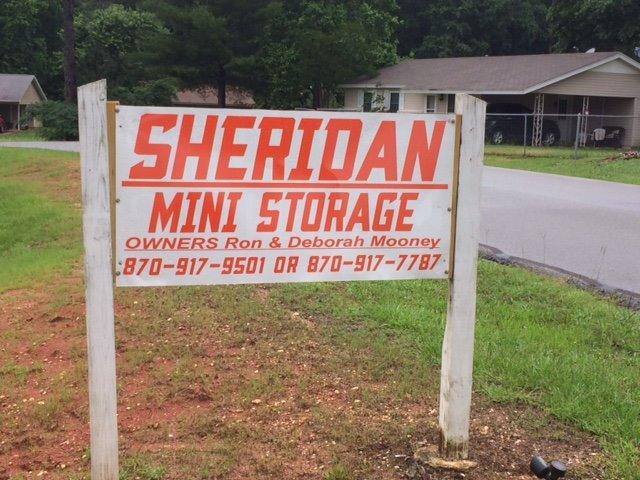 SHERIDAN
MINI STORAGE
OWNERS Ron & Deborah Mooney
870-917-9501 OR 870-917-7787